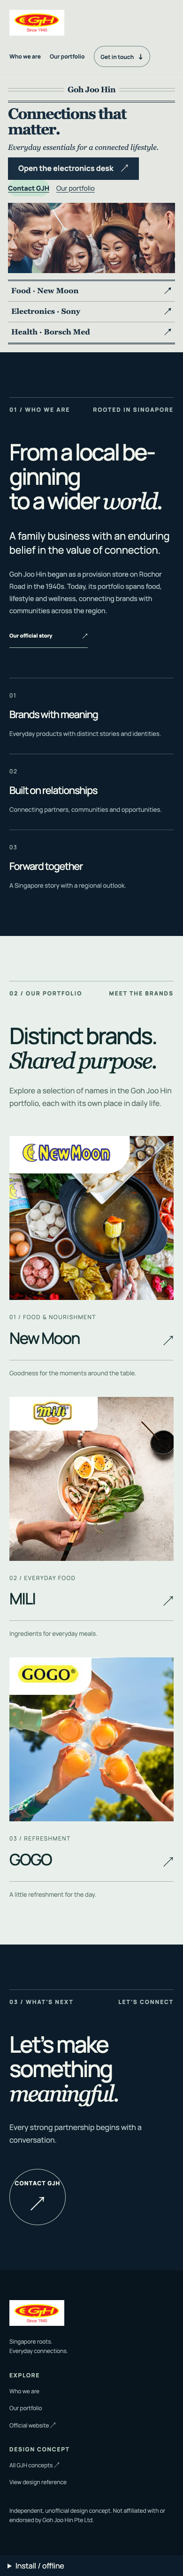 GJH
Since 1940
Who we are
Our portfolio
Get in touch ↓
Goh Joo Hin
Connections that
matter.
Everyday essentials for a connected lifestyle.
Open the electronics desk ↗
Contact GJH
Our portfolio
Food · New Moon ↗
Electronics · Sony ↗
Health · Borsch Med ↗
01 / WHO WE ARE
ROOTED IN SINGAPORE
From a local be-
ginning
to a wider world.
A family business with an enduring
belief in the value of connection.
Goh Joo Hin began as a provision store on Rochor
Road in the 1940s. Today, its portfolio spans food,
lifestyle and wellness, connecting brands with
communities across the region.
Our official story ↗
01
Brands with meaning
Everyday products with distinct stories and identities.
02
Built on relationships
Connecting partners, communities and opportunities.
03
Forward together
A Singapore story with a regional outlook.
02 / OUR PORTFOLIO
MEET THE BRANDS
Distinct brands.
Shared purpose.
Explore a selection of names in the Goh Joo Hin
portfolio, each with its own place in daily life.
New Moon
01 / FOOD & NOURISHMENT
New Moon ↗
Goodness for the moments around the table.
mili
02 / EVERYDAY FOOD
MILI ↗
Ingredients for everyday meals.
GOGO®
03 / REFRESHMENT
GOGO ↗
A little refreshment for the day.
03 / WHAT'S NEXT
LET'S CONNECT
Let's make
something
meaningful.
Every strong partnership begins with a
conversation.
CONTACT GJH
↗
GJH
Since 1940
Singapore roots.
Everyday connections.
EXPLORE
Who we are
Our portfolio
Official website ↗
DESIGN CONCEPT
All GJH concepts ↗
View design reference
Independent, unofficial design concept. Not affiliated with or
endorsed by Goh Joo Hin Pte Ltd.
▶ Install / offline